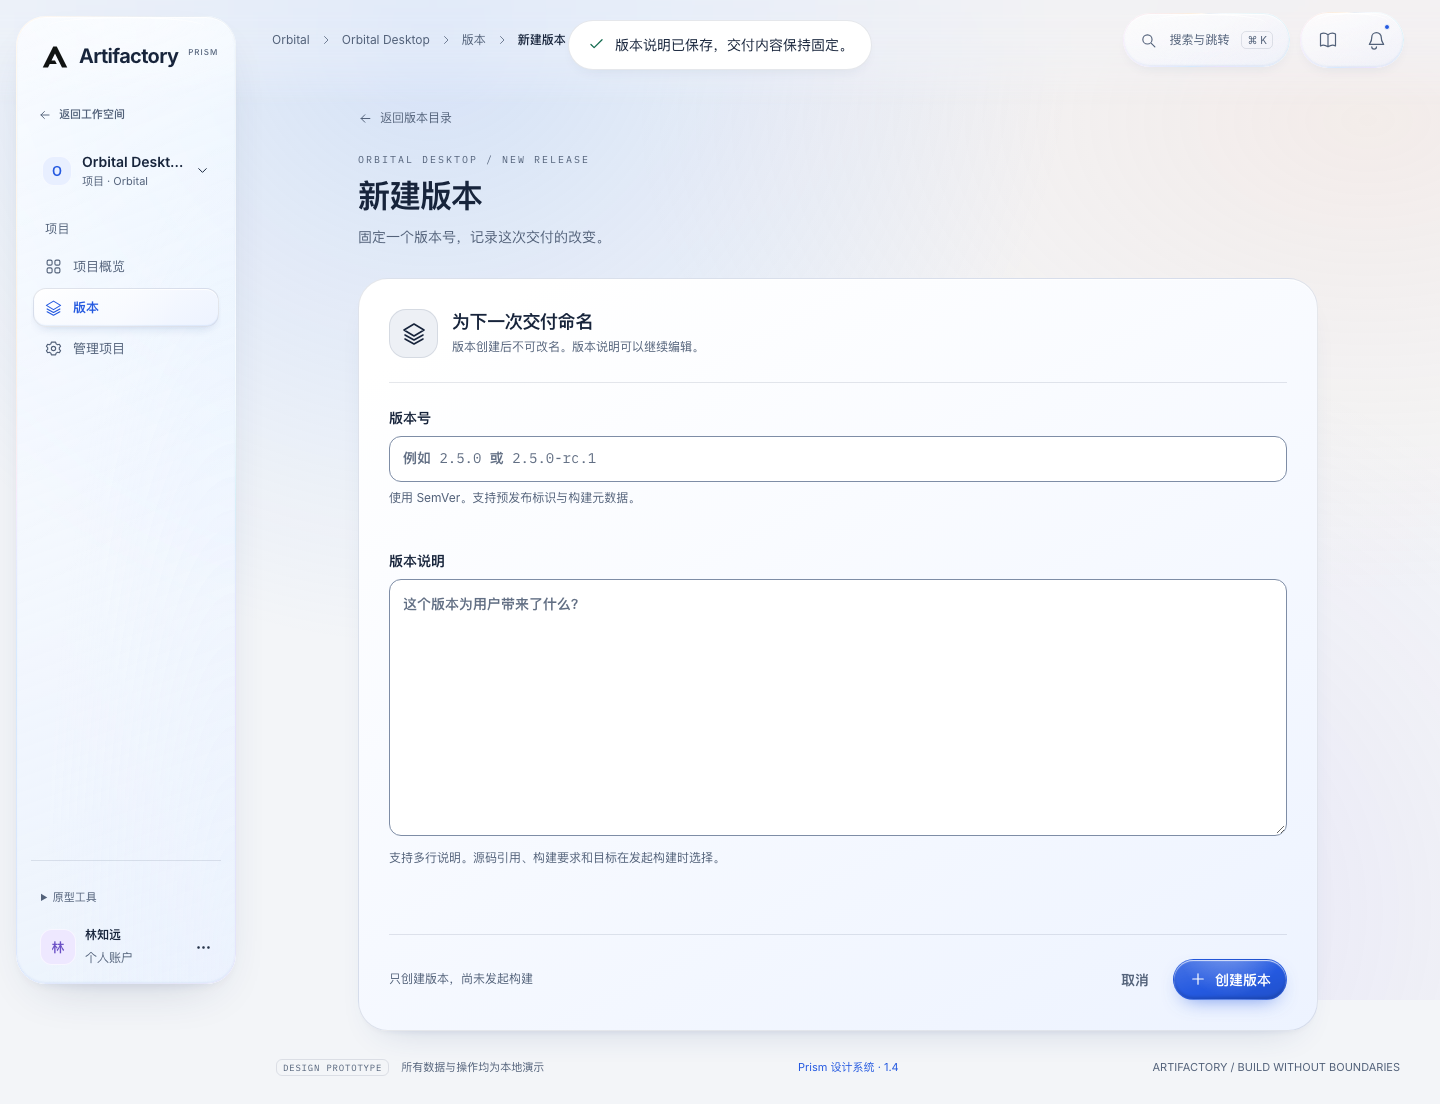 Artifactory PRISM
返回工作空间
O
Orbital Deskt...
项目 · Orbital
项目
项目概览
版本
管理项目
原型工具
林
林知远
个人账户
Orbital
Orbital Desktop
版本
新建版本
版本说明已保存，交付内容保持固定。
搜索与跳转 ⌘ K
返回版本目录
ORBITAL DESKTOP / NEW RELEASE
新建版本
固定一个版本号，记录这次交付的改变。
为下一次交付命名
版本创建后不可改名。版本说明可以继续编辑。
版本号
例如 2.5.0 或 2.5.0-rc.1
使用 SemVer。支持预发布标识与构建元数据。
版本说明
这个版本为用户带来了什么？
支持多行说明。源码引用、构建要求和目标在发起构建时选择。
只创建版本，尚未发起构建
取消
创建版本
DESIGN PROTOTYPE 所有数据与操作均为本地演示
Prism 设计系统 · 1.4
ARTIFACTORY / BUILD WITHOUT BOUNDARIES